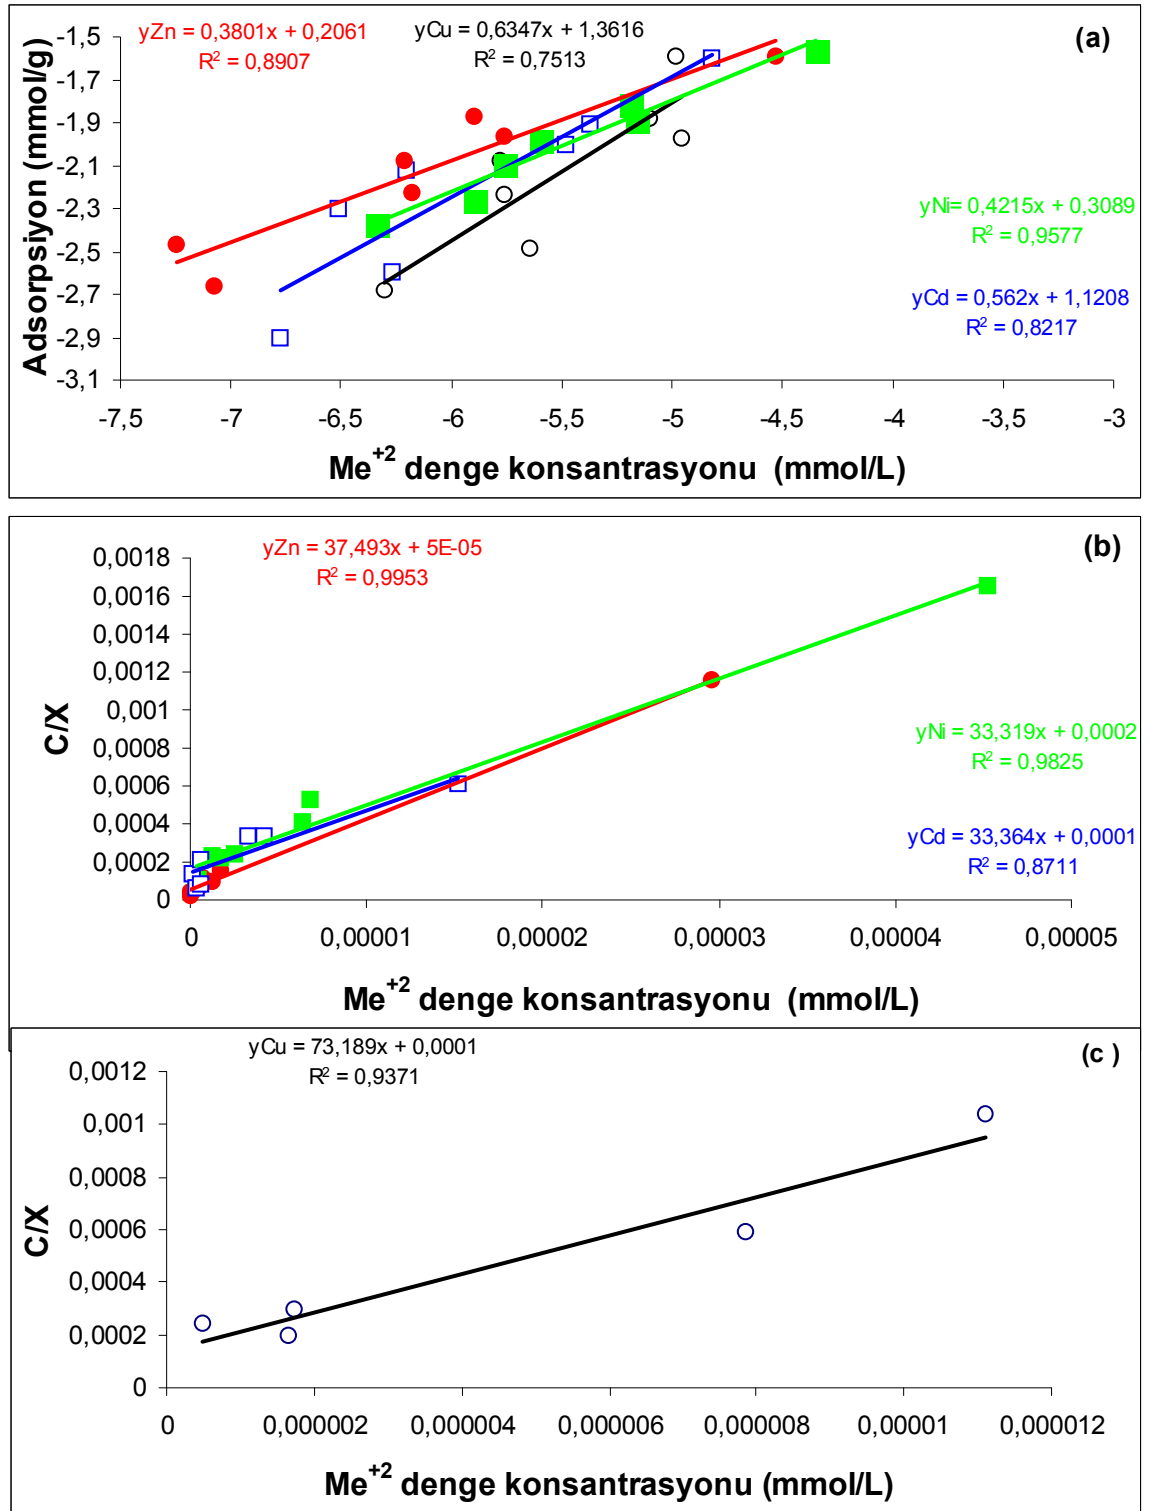 yZn = 0,3801x + 0,2061
R² = 0,8907
yCu = 0,6347x + 1,3616
R² = 0,7513
(a)
-1,5
-1,7
-1,9
-2,1
-2,3
-2,5
-2,7
-2,9
-3,1
Adsorpsiyon (mmol/g)
yNi= 0,4215x + 0,3089
R² = 0,9577
yCd = 0,562x + 1,1208
R² = 0,8217
-7,5 -7 -6,5 -6 -5,5 -5 -4,5 -4 -3,5 -3
Me⁺² denge konsantrasyonu (mmol/L)
yZn = 37,493x + 5E-05
R² = 0,9953
(b)
0,0018
0,0016
0,0014
0,0012
0,001
0,0008
0,0006
0,0004
0,0002
0
C/X
yNi = 33,319x + 0,0002
R² = 0,9825
yCd = 33,364x + 0,0001
R² = 0,8711
0 0,00001 0,00002 0,00003 0,00004 0,00005
Me⁺² denge konsantrasyonu (mmol/L)
yCu = 73,189x + 0,0001
R² = 0,9371
(c )
0,0012
0,001
0,0008
0,0006
0,0004
0,0002
0
C/X
0 0,000002 0,000004 0,000006 0,000008 0,00001 0,000012
Me⁺² denge konsantrasyonu (mmol/L)